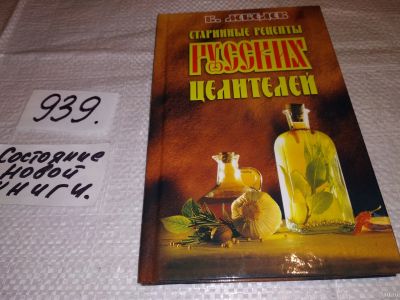 939.
Состояние
новой
книги.
Б. ЛЕБЕДЕВ
СТАРИННЫЕ РЕЦЕПТЫ
РУССКИХ
ЦЕЛИТЕЛЕЙ